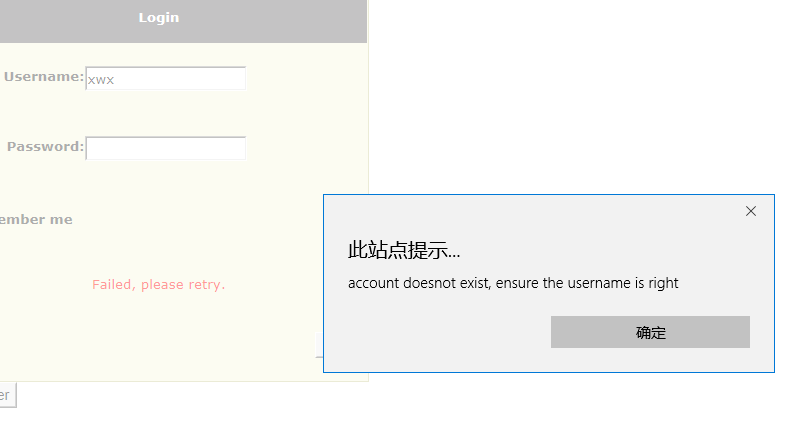 Login
Username:
xwx
Password:
ember me
Failed, please retry.
er
此站点提示...
account doesnot exist, ensure the username is right
确定